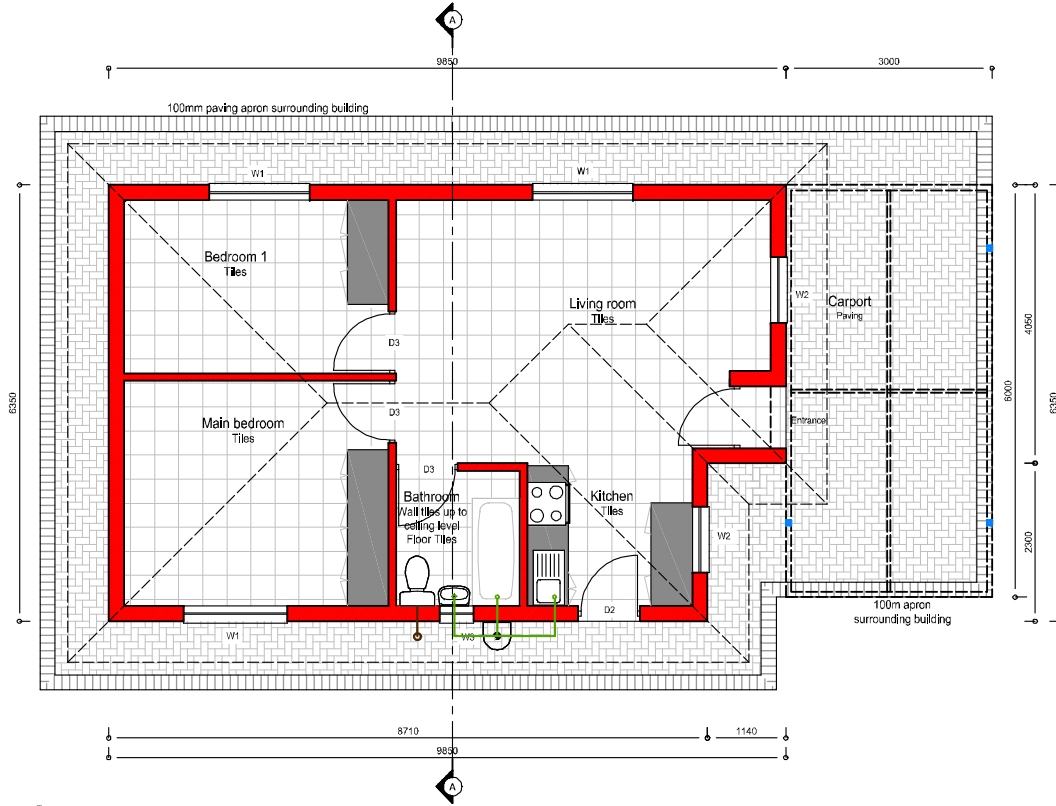 A
9850
3000
100mm paving apron surrounding building
W1
W1
Bedroom 1
Tiles
Living room
Tiles
W2
Carport
Paving
D3
4050
6000
6350
6350
D3
Main bedroom
Tiles
Entrance
D3
Bathroom
Wall tiles up to
ceiling level
Floor Tiles
Kitchen
Tiles
W2
2300
D2
W1
W3
100m apron
surrounding building
8710
1140
9850
A